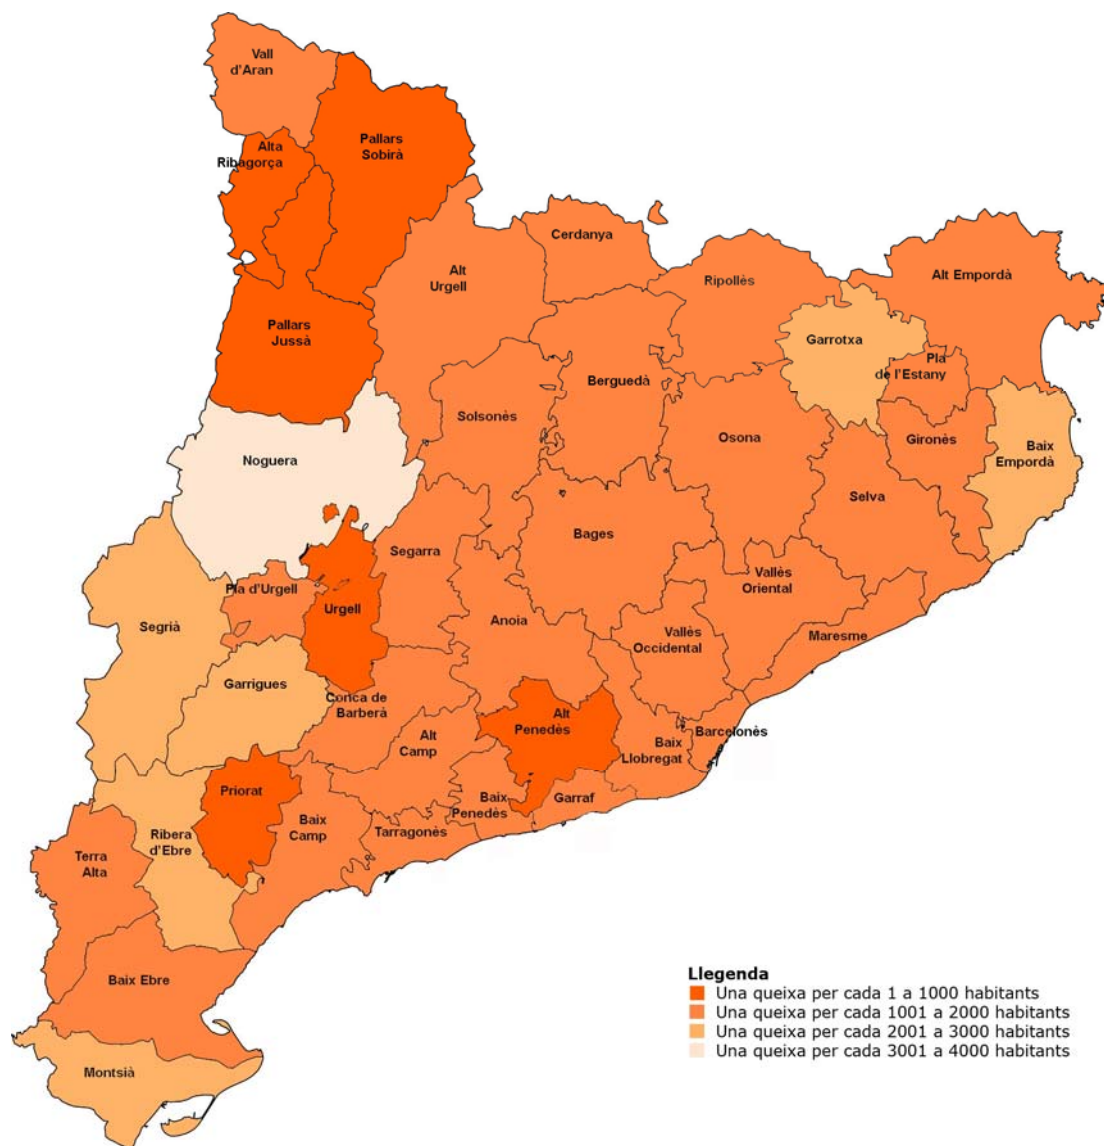 Vall
d'Aran
Alta
Ribagorça
Pallars
Sobirà
Cerdanya
Alt
Urgell
Ripollès
Alt Empordà
Pallars
Jussà
Garrotxa
Pla
de l'Estany
Berguedà
Solsonès
Osona
Gironès
Baix
Empordà
Noguera
Selva
Segarra
Bages
Vallès
Oriental
Pla d'Urgell
Urgell
Anoia
Segrià
Vallès
Occidental
Maresme
Garrigues
Conca de
Barberà
Alt
Penedès
Alt
Camp
Baix
Llobregat
Barcelonès
Priorat
Baix
Penedès
Garraf
Baix
Camp
Tarragonès
Ribera
d'Ebre
Terra
Alta
Baix Ebre
Montsià
Llegenda
Una queixa per cada 1 a 1000 habitants
Una queixa per cada 1001 a 2000 habitants
Una queixa per cada 2001 a 3000 habitants
Una queixa per cada 3001 a 4000 habitants